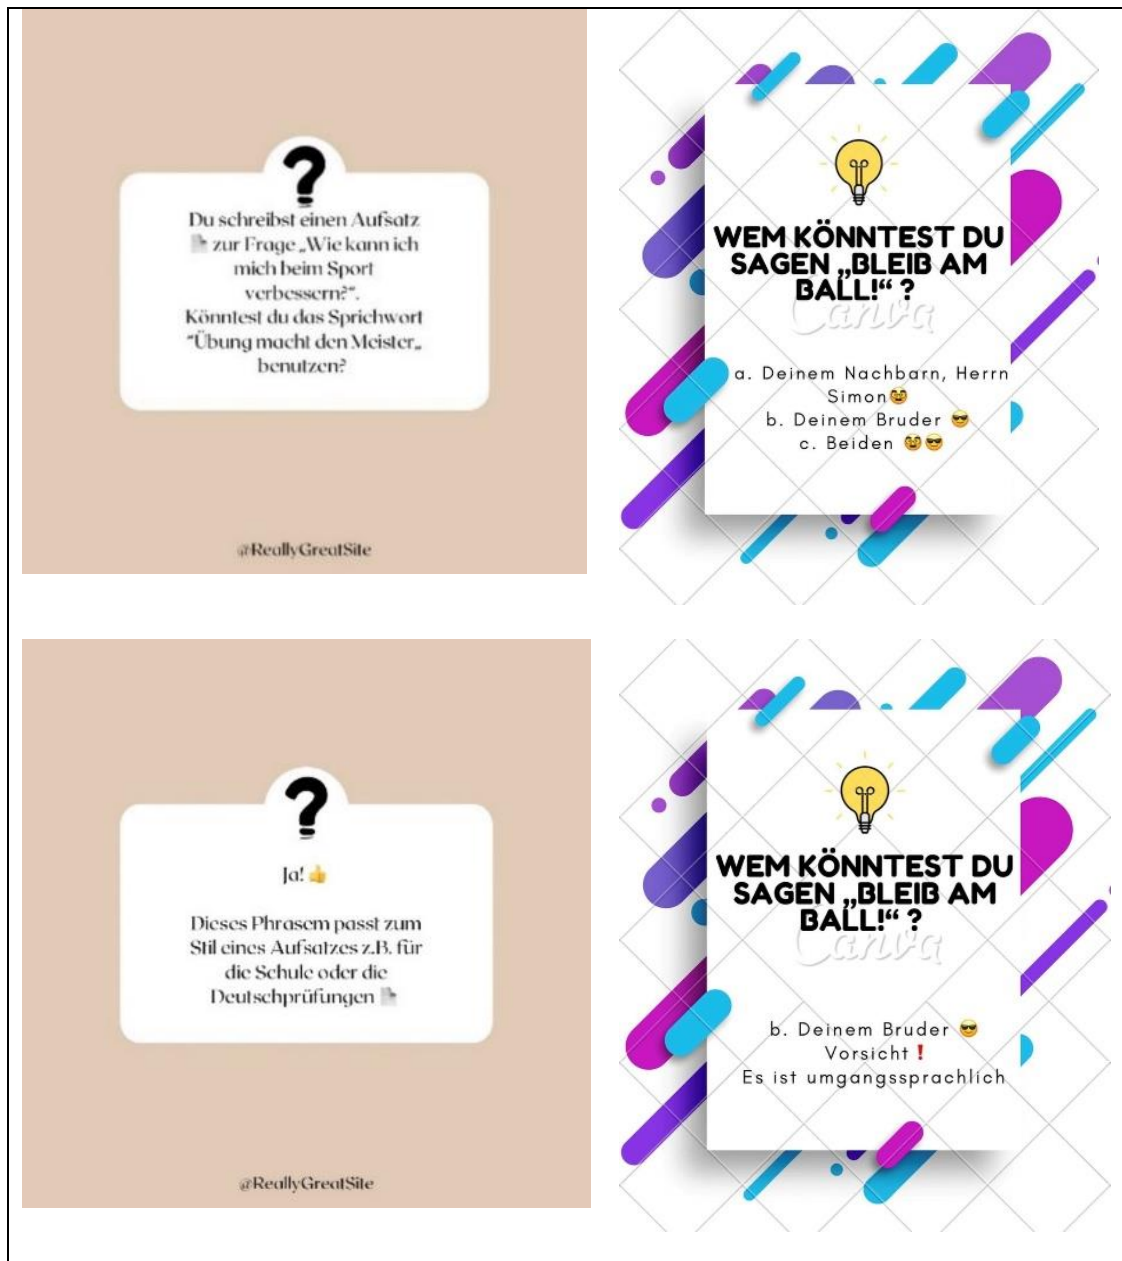 Du schreibst einen Aufsatz
📄 zur Frage „Wie kann ich
mich beim Sport
verbessern?“.
Könntest du das Sprichwort
“Übung macht den Meister„
benutzen?
@ReallyGreatSite
WEM KÖNNTEST DU
SAGEN „BLEIB AM
BALL!“ ?
Canva
a. Deinem Nachbarn, Herrn
Simon🥸
b. Deinem Bruder 😎
c. Beiden 🥸😎
Ja! 👍
Dieses Phrasem passt zum
Stil eines Aufsatzes z.B. für
die Schule oder die
Deutschprüfungen 📄
@ReallyGreatSite
WEM KÖNNTEST DU
SAGEN „BLEIB AM
BALL!“ ?
Canva
b. Deinem Bruder 😎
Vorsicht❗
Es ist umgangssprachlich